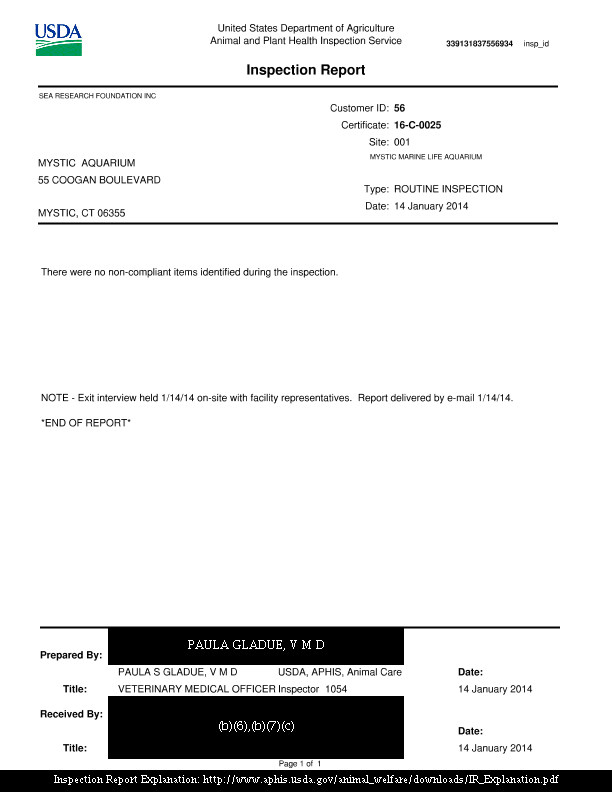 USDA
United States Department of Agriculture
Animal and Plant Health Inspection Service
339131837556934 insp_id
Inspection Report
SEA RESEARCH FOUNDATION INC
Customer ID: 56
Certificate: 16-C-0025
Site: 001
MYSTIC MARINE LIFE AQUARIUM
MYSTIC AQUARIUM
55 COOGAN BOULEVARD
Type: ROUTINE INSPECTION
Date: 14 January 2014
MYSTIC, CT 06355
There were no non-compliant items identified during the inspection.
NOTE - Exit interview held 1/14/14 on-site with facility representatives. Report delivered by e-mail 1/14/14.
*END OF REPORT*
PAULA GLADUE, V M D
Prepared By:
PAULA S GLADUE, V M D USDA, APHIS, Animal Care Date:
Title: VETERINARY MEDICAL OFFICER Inspector 1054 14 January 2014
Received By:
(b)(6),(b)(7)(c)
Date:
Title: 14 January 2014
Page 1 of 1
Inspection Report Explanation: http://www.aphis.usda.gov/animal_welfare/downloads/IR_Explanation.pdf